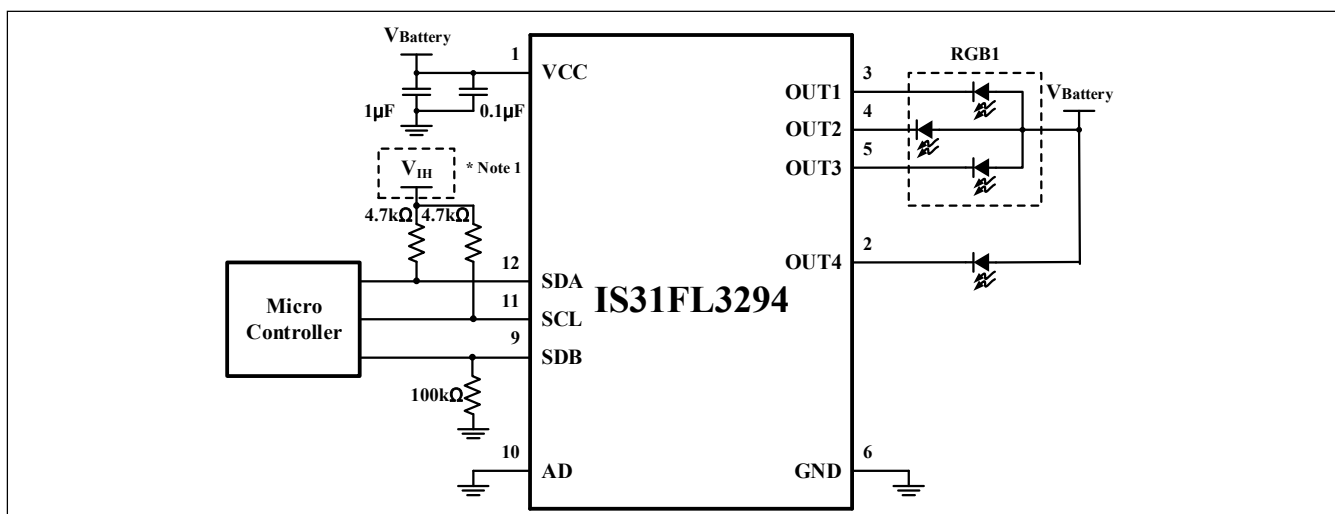 VBattery
1
VCC
1μF
0.1μF
VIH
* Note 1
4.7kΩ 4.7kΩ
Micro
Controller
12
SDA
11
SCL
9
SDB
100kΩ
10
AD
IS31FL3294
RGB1
3
OUT1
VBattery
4
OUT2
5
OUT3
2
OUT4
6
GND